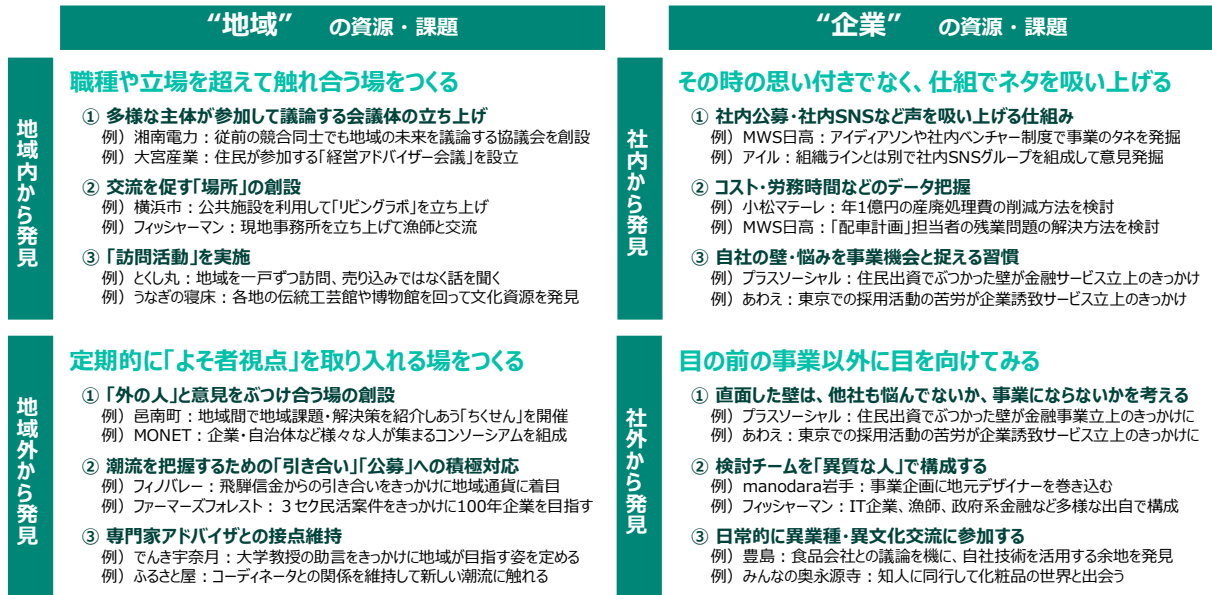 “地域” の資源・課題
“企業” の資源・課題
地域内から発見
職種や立場を超えて触れ合う場をつくる
① 多様な主体が参加して議論する会議体の立ち上げ
例）湘南電力：従前の競合同士でも地域の未来を議論する協議会を創設
例）大宮産業：住民が参加する「経営アドバイザー会議」を設立
② 交流を促す「場所」の創設
例）横浜市：公共施設を利用して「リビングラボ」を立ち上げ
例）フィッシャーマン：現地事務所を立ち上げて漁師と交流
③ 「訪問活動」を実施
例）とくし丸：地域を一戸ずつ訪問、売り込みではなく話を聞く
例）うなぎの寝床：各地の伝統工芸館や博物館を回って文化資源を発見
社内から発見
その時の思い付きでなく、仕組でネタを吸い上げる
① 社内公募・社内SNSなど声を吸い上げる仕組み
例）MWS日高：アイディアソンや社内ベンチャー制度で事業のタネを発掘
例）アイル：組織ラインとは別で社内SNSグループを組成して意見発掘
② コスト・労務時間などのデータ把握
例）小松マテーレ：年1億円の産廃処理費の削減方法を検討
例）MWS日高：「配車計画」担当者の残業問題の解決方法を検討
③ 自社の壁・悩みを事業機会と捉える習慣
例）プラスソーシャル：住民出資でぶつかった壁が金融サービス立上のきっかけ
例）あわえ：東京での採用活動の苦労が企業誘致サービス立上のきっかけ
地域外から発見
定期的に「よそ者視点」を取り入れる場をつくる
① 「外の人」と意見をぶつけ合う場の創設
例）邑南町：地域間で地域課題・解決策を紹介しあう「ちくせん」を開催
例）MONET：企業・自治体など様々な人が集まるコンソーシアムを組成
② 潮流を把握するための「引き合い」「公募」への積極対応
例）フィノバレー：飛騨信金からの引き合いをきっかけに地域通貨に着目
例）ファーマーズフォレスト：３セク民活案件をきっかけに100年企業を目指す
③ 専門家アドバイザとの接点維持
例）でんき宇奈月：大学教授の助言をきっかけに地域が目指す姿を定める
例）ふるさと屋：コーディネータとの関係を維持して新しい潮流に触れる
社外から発見
目の前の事業以外に目を向けてみる
① 直面した壁は、他社も悩んでないか、事業にならないかを考える
例）プラスソーシャル：住民出資でぶつかった壁が金融事業立上のきっかけに
例）あわえ：東京での採用活動の苦労が企業誘致サービス立上のきっかけに
② 検討チームを「異質な人」で構成する
例）manodara岩手：事業企画に地元デザイナーを巻き込む
例）フィッシャーマン：IT企業、漁師、政府系金融など多様な出自で構成
③ 日常的に異業種・異文化交流に参加する
例）豊島：食品会社との議論を機に、自社技術を活用する余地を発見
例）みんなの奥永源寺：知人に同行して化粧品の世界と出会う